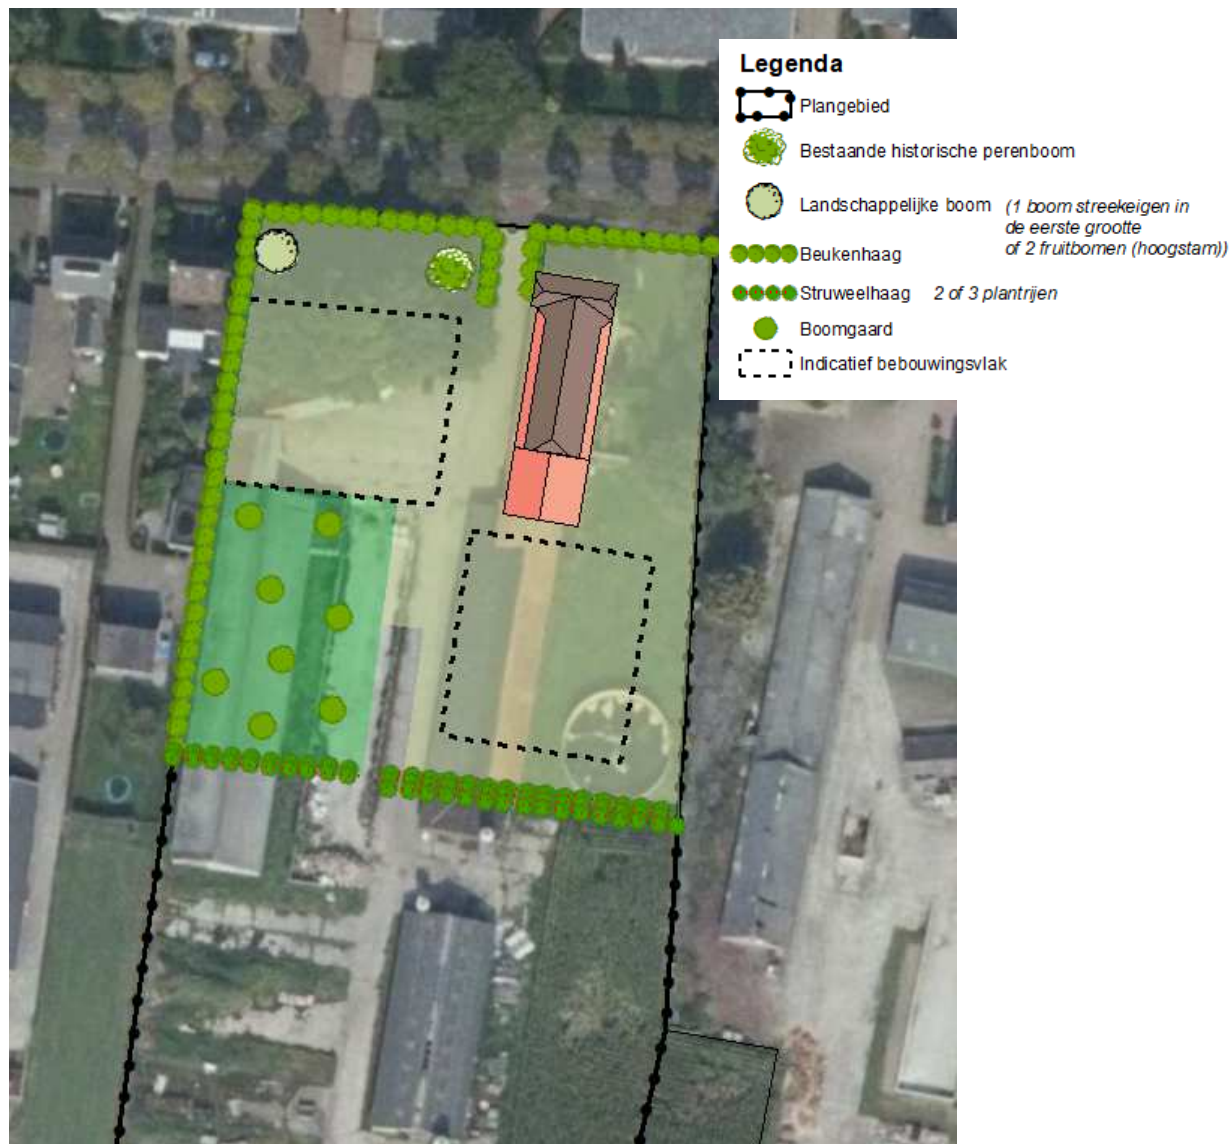 Legenda
Plangebied
Bestaande historische perenboom
Landschappelijke boom (1 boom streekeigen in
de eerste grootte
of 2 fruitbomen (hoogstam))
Beukenhaag
Struweelhaag 2 of 3 plantrijen
Boomgaard
Indicatief bebouwingsvlak